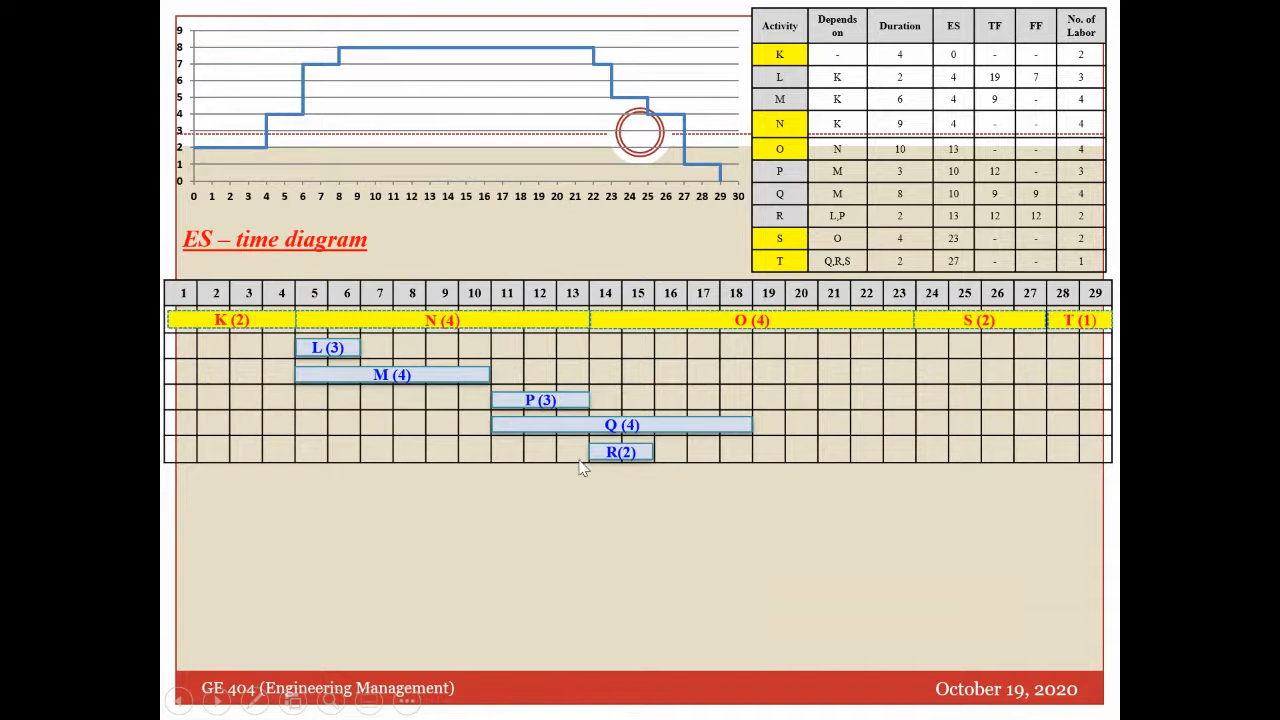 9
8
7
6
5
4
3
2
1
0
0 1 2 3 4 5 6 7 8 9 10 11 12 13 14 15 16 17 18 19 20 21 22 23 24 25 26 27 28 29 30
Activity Depends on Duration ES TF FF No. of Labor
K - 4 0 - - 2
L K 2 4 19 7 3
M K 6 4 9 - 4
N K 9 4 - - 4
O N 10 13 - - 4
P M 3 10 12 - 3
Q M 8 10 9 9 4
R L,P 2 13 12 12 2
S O 4 23 - - 2
T Q,R,S 2 27 - - 1
ES – time diagram
1 2 3 4 5 6 7 8 9 10 11 12 13 14 15 16 17 18 19 20 21 22 23 24 25 26 27 28 29
K (2) N (4) O (4) S (2) T (1)
L (3)
M (4)
P (3)
Q (4)
R(2)
GE 404 (Engineering Management) October 19, 2020